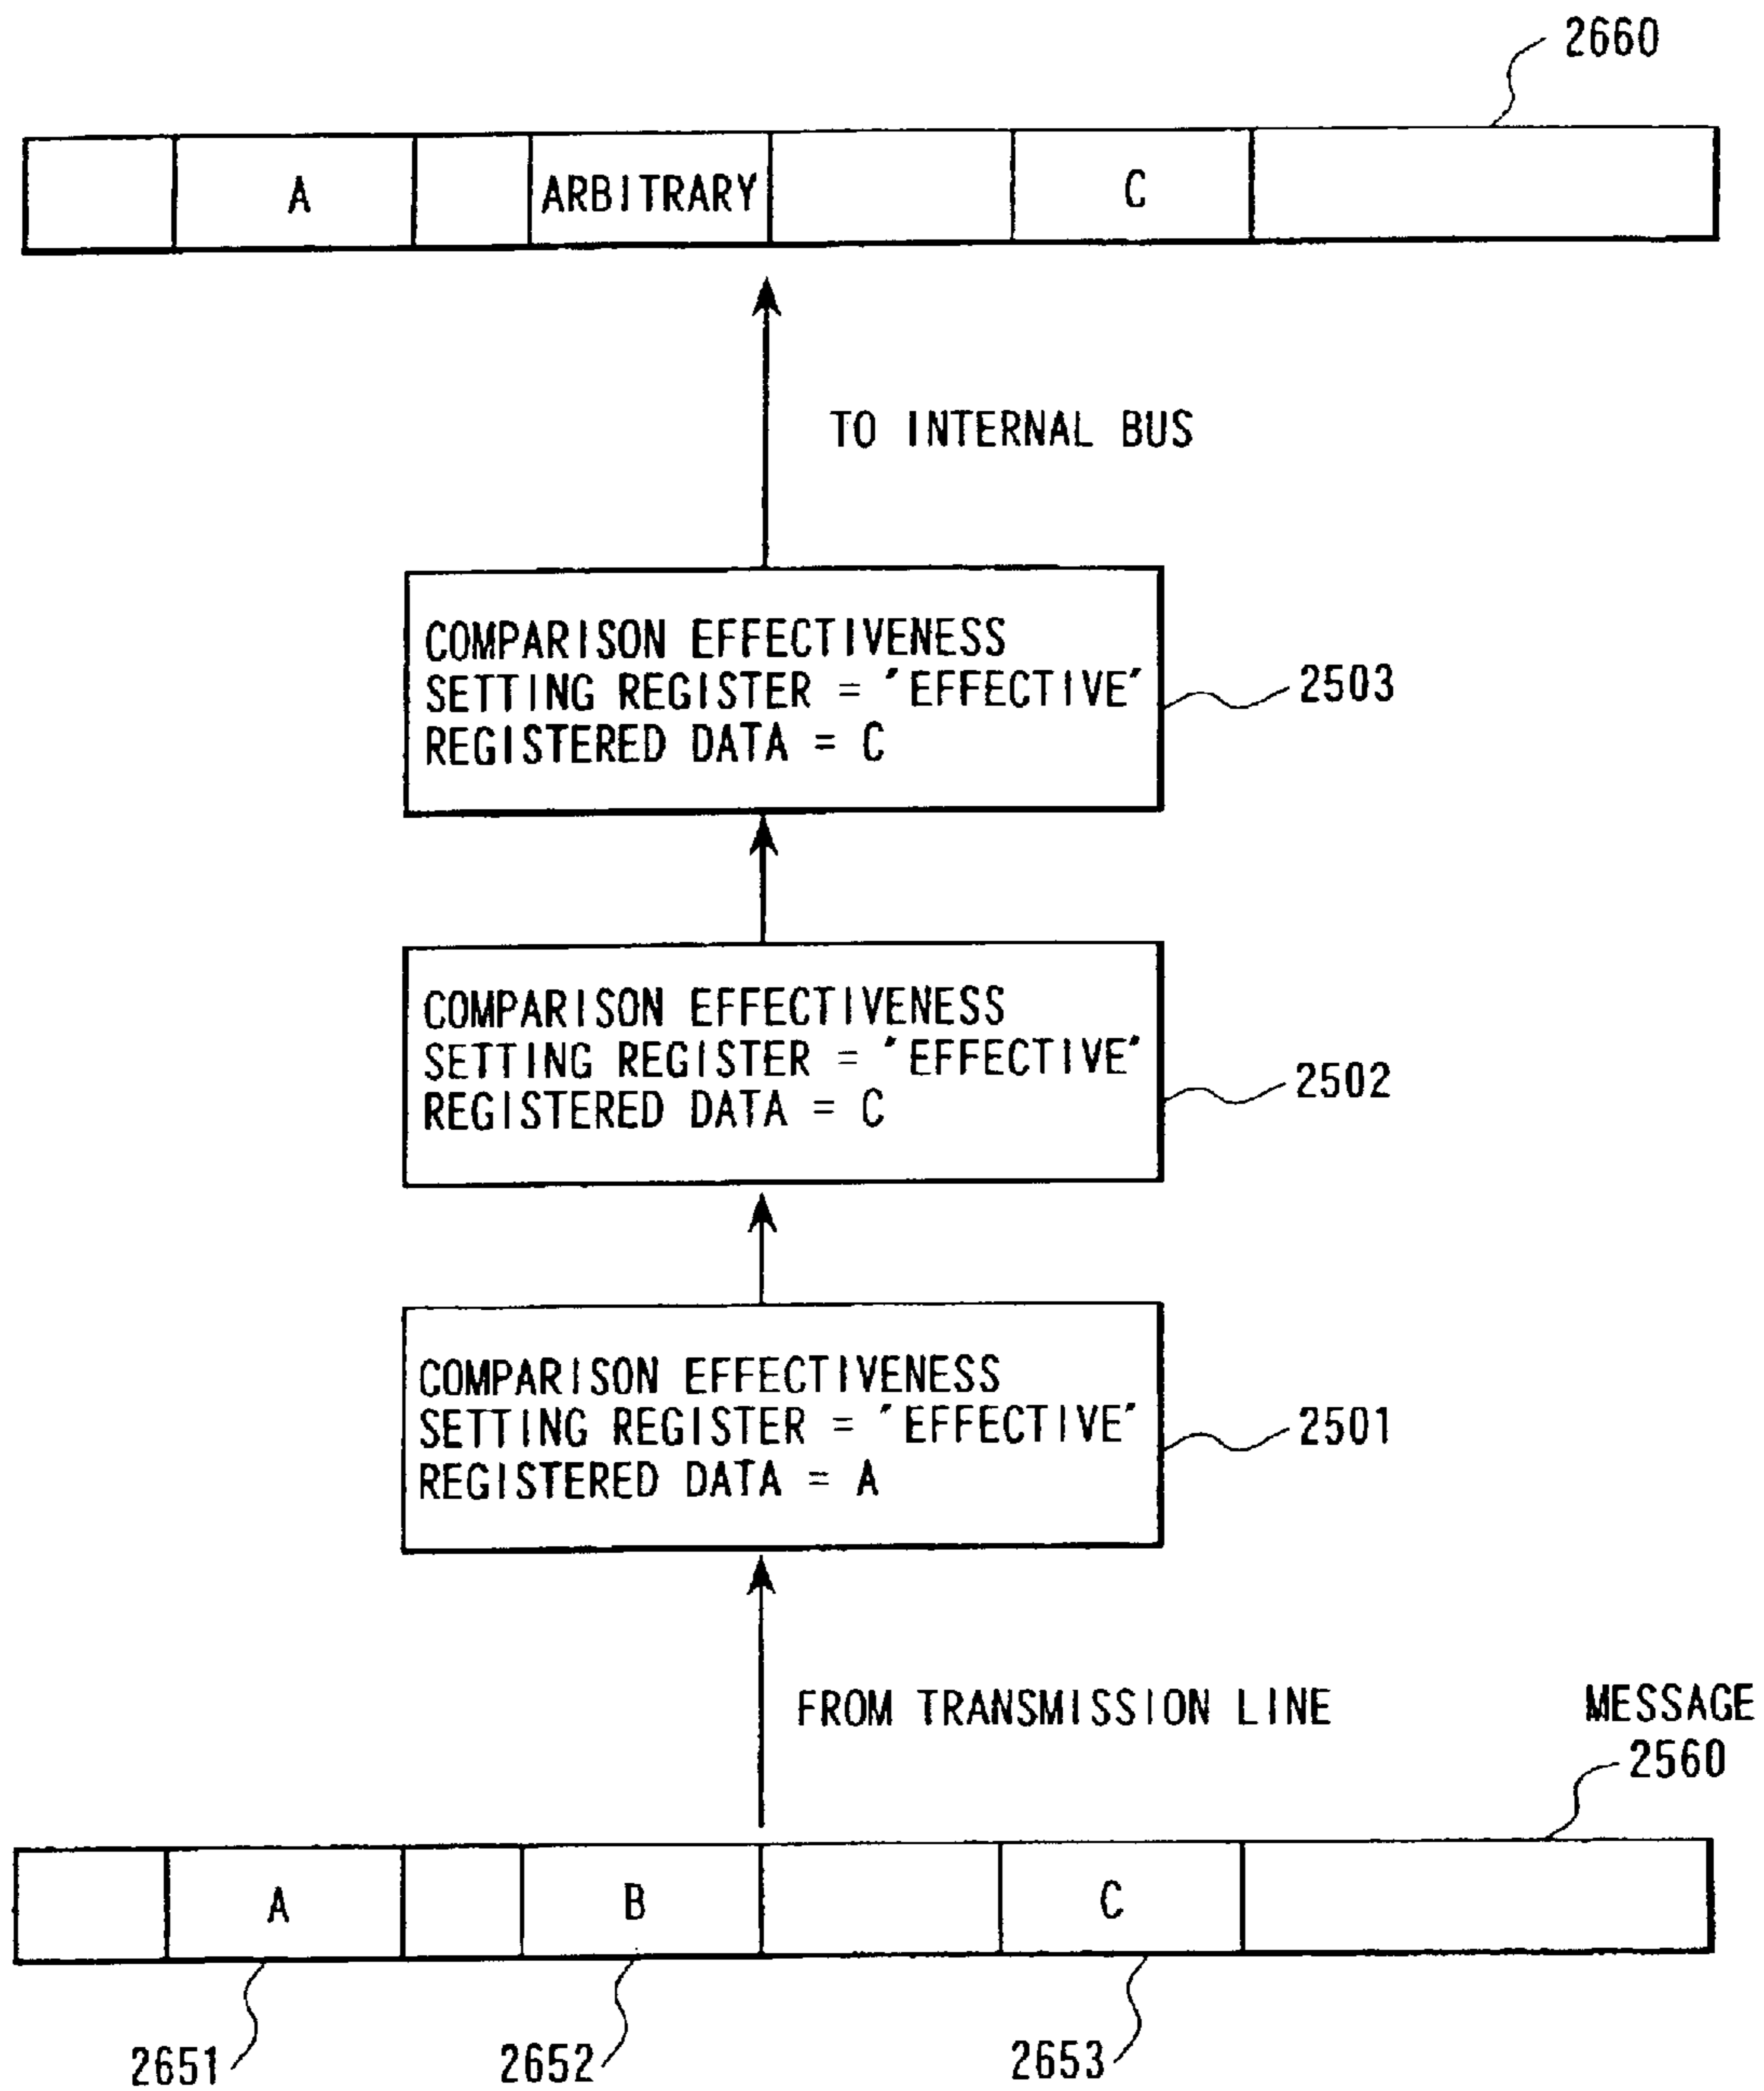 2660
A ARBITRARY C
TO INTERNAL BUS
COMPARISON EFFECTIVENESS
SETTING REGISTER = "EFFECTIVE"
REGISTERED DATA = C
2503
COMPARISON EFFECTIVENESS
SETTING REGISTER = "EFFECTIVE"
REGISTERED DATA = C
2502
COMPARISON EFFECTIVENESS
SETTING REGISTER = "EFFECTIVE"
REGISTERED DATA = A
2501
FROM TRANSMISSION LINE
MESSAGE
2560
A B C
2651 2652 2653